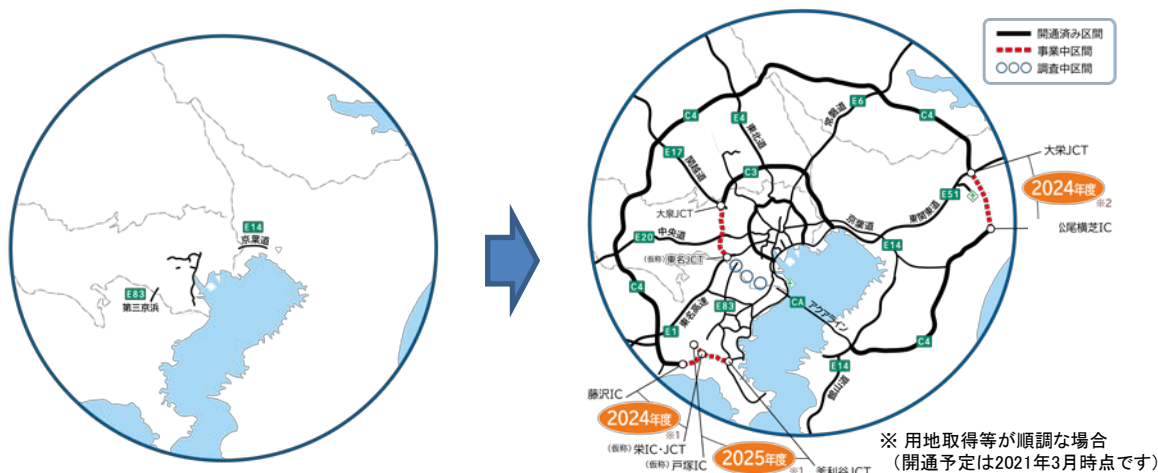 E14
京葉道
E83
第三京浜
開通済み区間
事業中区間
調査中区間
C4
E4
東北道
E6
常磐道
C4
E17
関越道
C3
大栄JCT
2024年度
※2
E51
東関東道
大泉JCT
京葉道
E20
中央道
E14
(仮称)東名JCT
C4
E83
CA
アクアライン
E1
東名高速
C4
E14
館山道
藤沢IC
2024年度
※1
(仮称)栄IC・JCT
2025年度
※1
(仮称)戸塚IC
釜利谷JCT
尾横芝IC
※ 用地取得等が順調な場合
(開通予定は2021年3月時点です)